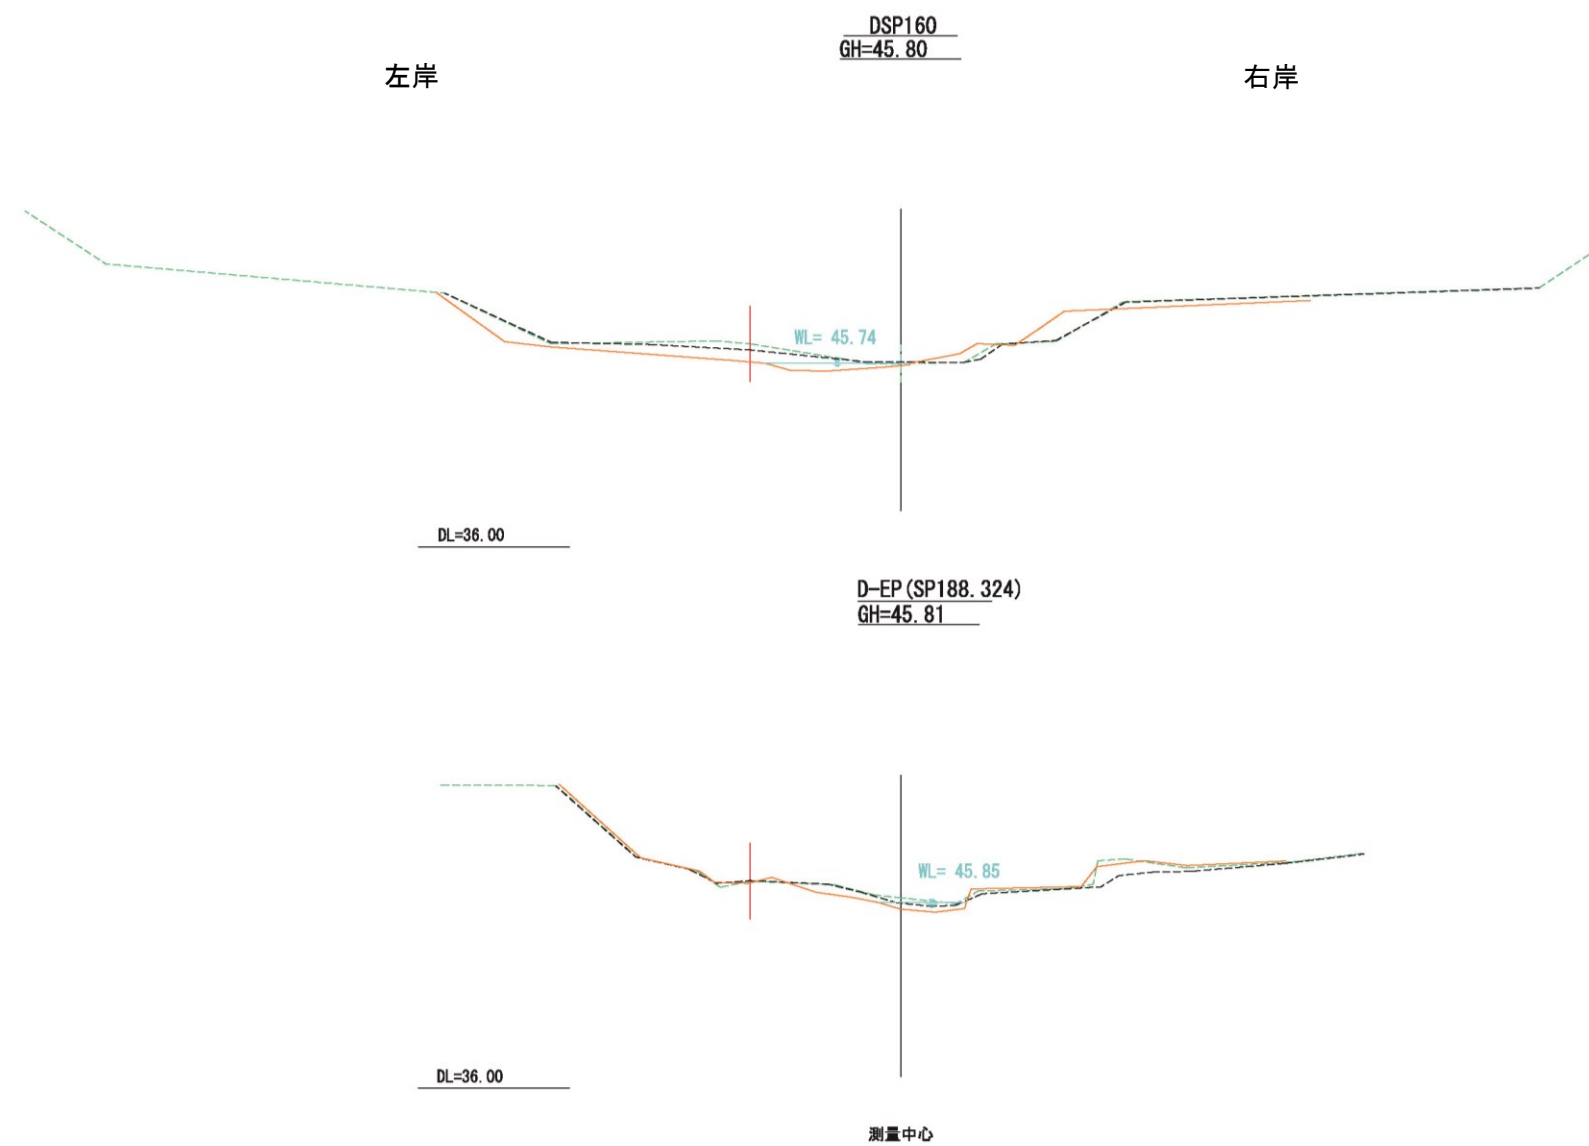 DSP160
GH=45.80
左岸
右岸
WL= 45.74
DL=36.00
D-EP(SP188.324)
GH=45.81
WL= 45.85
DL=36.00
測量中心